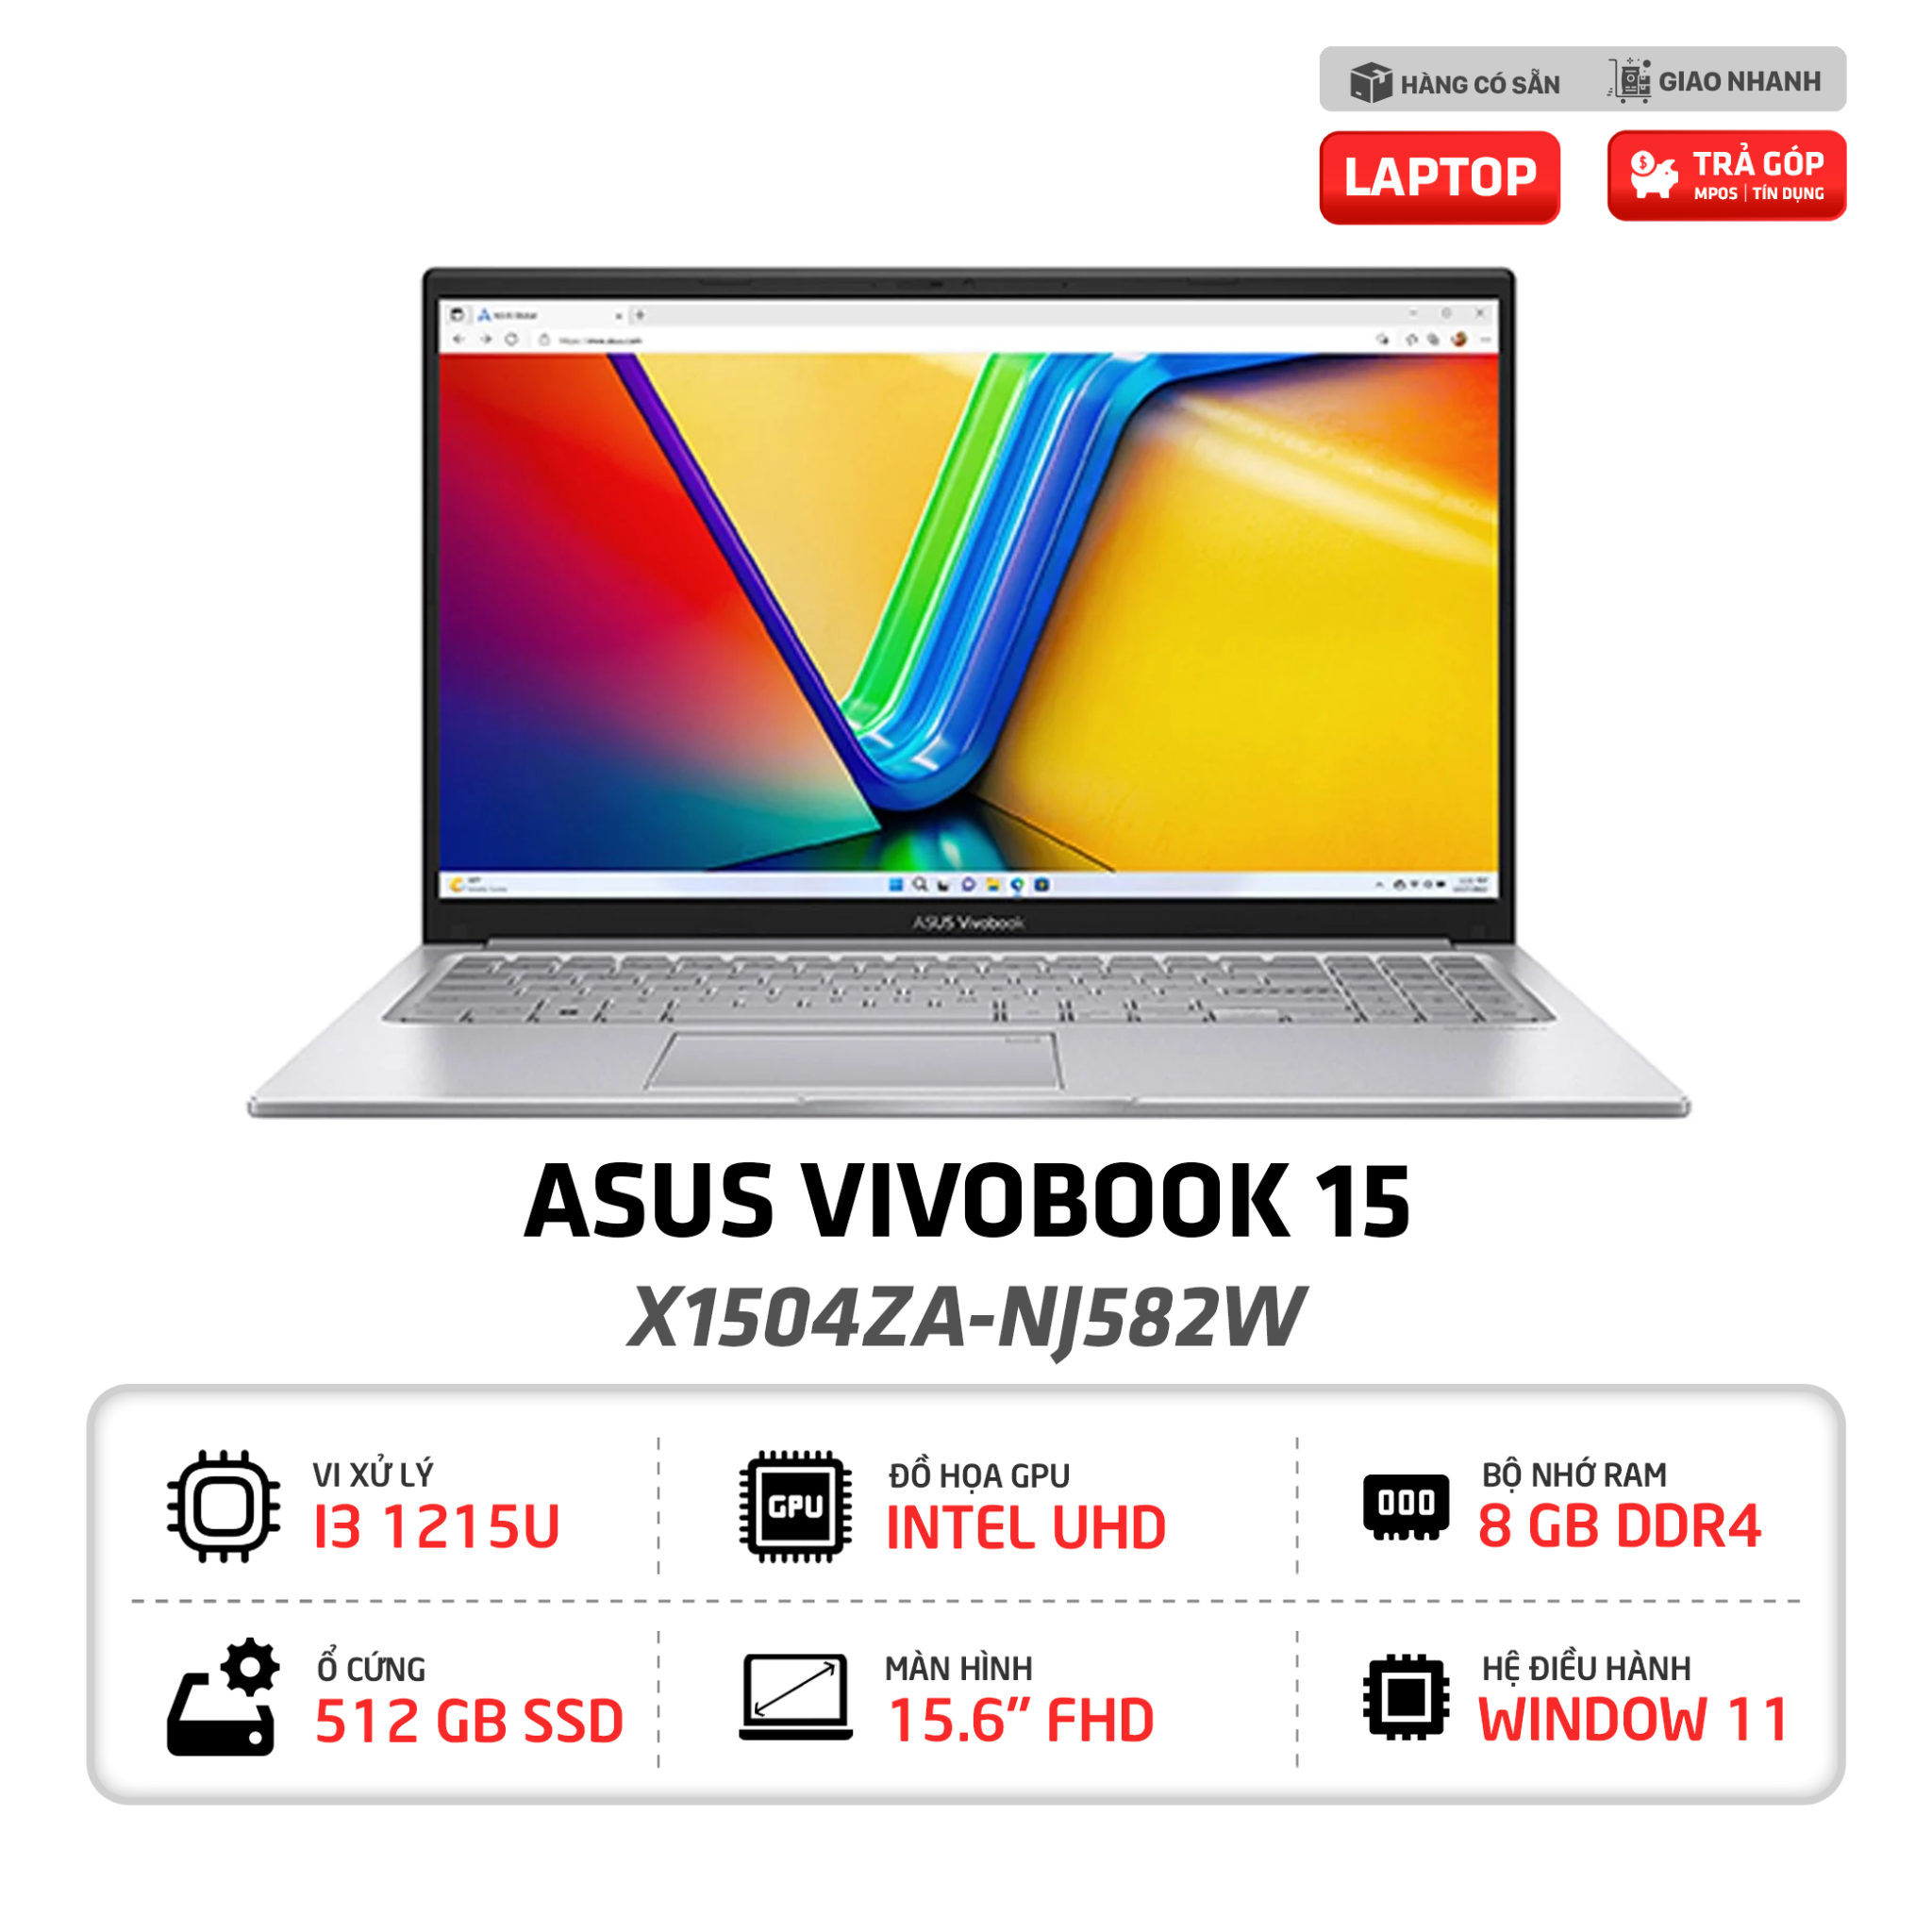 HÀNG CÓ SẴN
GIAO NHANH
LAPTOP
TRẢ GÓP
MPOS | TÍN DỤNG
ASUS Vivobook
ASUS VIVOBOOK 15
X1504ZA-NJ582W
VI XỬ LÝ
I3 1215U
GPU
ĐỒ HỌA GPU
INTEL UHD
BỘ NHỚ RAM
8 GB DDR4
Ổ CỨNG
512 GB SSD
MÀN HÌNH
15.6” FHD
HỆ ĐIỀU HÀNH
WINDOW 11